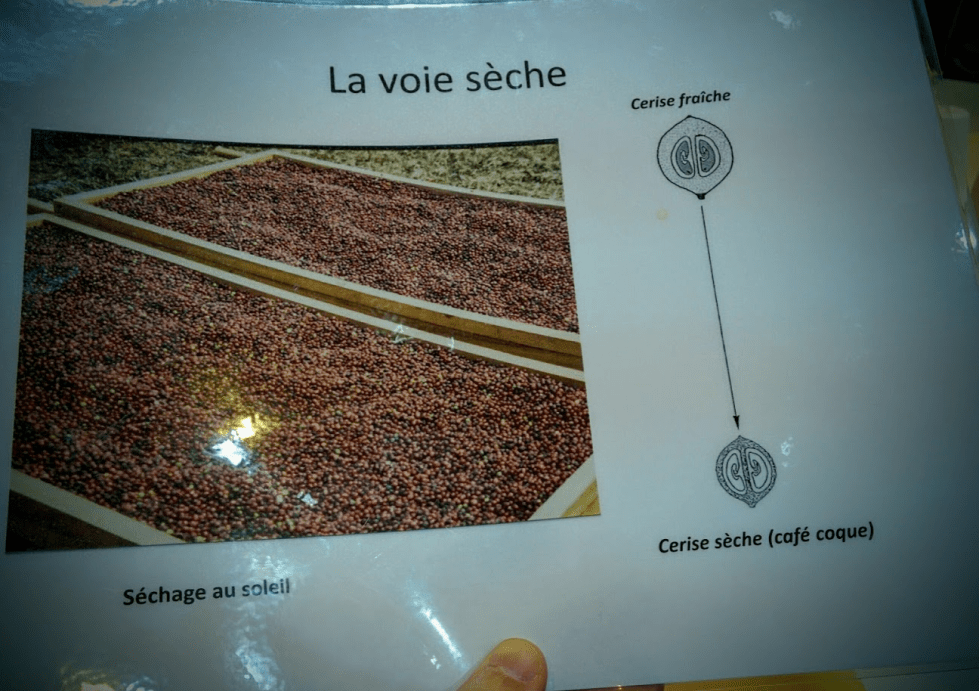 La voie sèche
Cerise fraîche
Cerise sèche (café coque)
Séchage au soleil